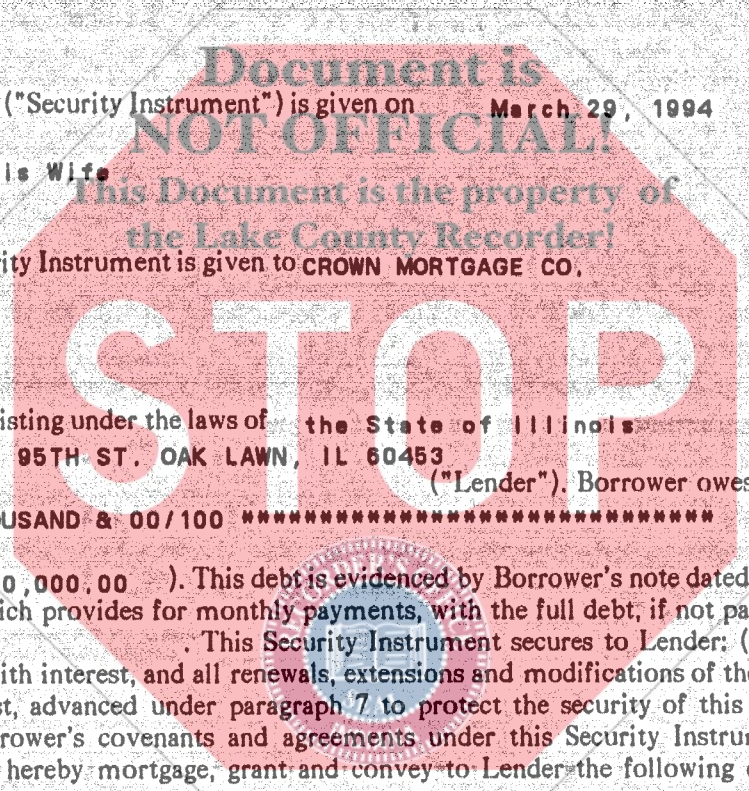 Document is
("Security Instrument") is given on March 29, 1994
NOT OFFICIAL!
is Wife
This Document is the property of
the Lake County Recorder!
ity Instrument is given to CROWN MORTGAGE CO.
STOP
isting under the laws of the State of Illinois
95TH ST. OAK LAWN, IL 60453
("Lender"). Borrower owes
USAND & 00/100 ******************************
0,000.00 ). This debt is evidenced by Borrower's note dated
ich provides for monthly payments, with the full debt, if not pa
. This Security Instrument secures to Lender: (
ith interest, and all renewals, extensions and modifications of the
st, advanced under paragraph 7 to protect the security of this
rower's covenants and agreements under this Security Instrum
hereby mortgage, grant and convey to Lender the following